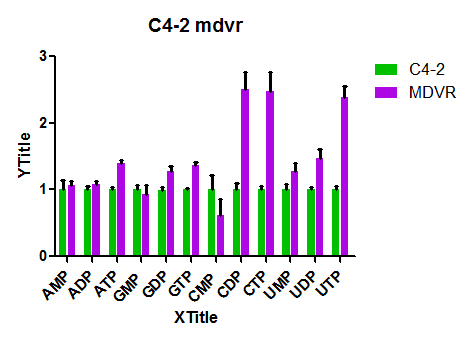 C4-2 mdvr
3
2
1
0
YTitle
C4-2
MDVR
AMP ADP ATP GMP GDP GTP CMP CDP CTP UMP UDP UTP
XTitle